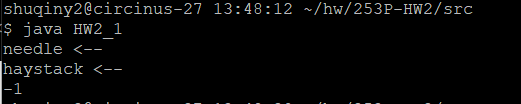 shuqiny2@circinus-27 13:48:12 ~/hw/253P-HW2/src
$ java HW2_1
needle <--
haystack <--
-1